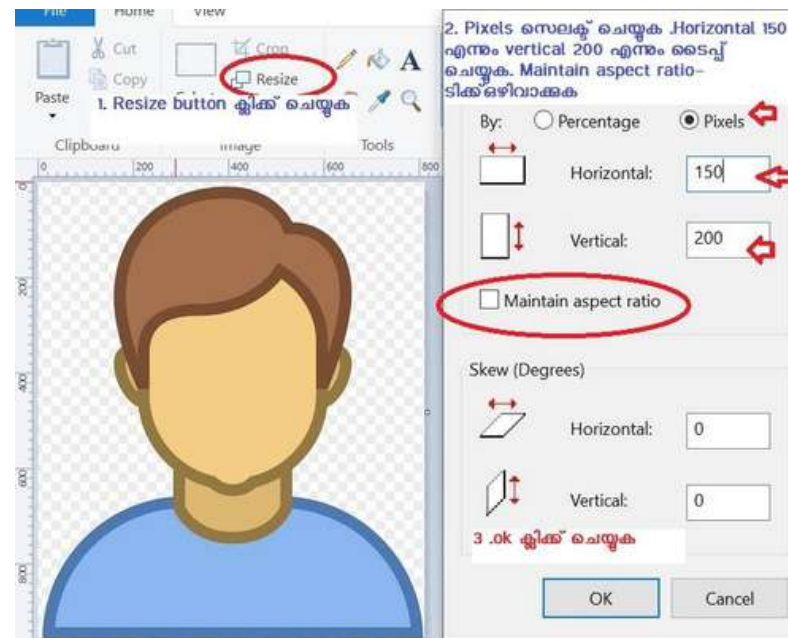 File Home View
Cut
Copy
Paste
Crop
Resize
A
1. Resize button ക്ലിക്ക് ചെയ്യുക
Clipboard Image Tools
0 200 400 600 800
200
400
600
800
2. Pixels സെലക്ട് ചെയ്യുക .Horizontal 150
എന്നും vertical 200 എന്നും ടൈപ്പ്
ചെയ്യുക. Maintain aspect ratio-
ടിക്ക് ഒഴിവാക്കുക
By: Percentage Pixels
Horizontal: 150
Vertical: 200
Maintain aspect ratio
Skew (Degrees)
Horizontal: 0
Vertical: 0
3 .ok ക്ലിക്ക് ചെയ്യുക
OK Cancel